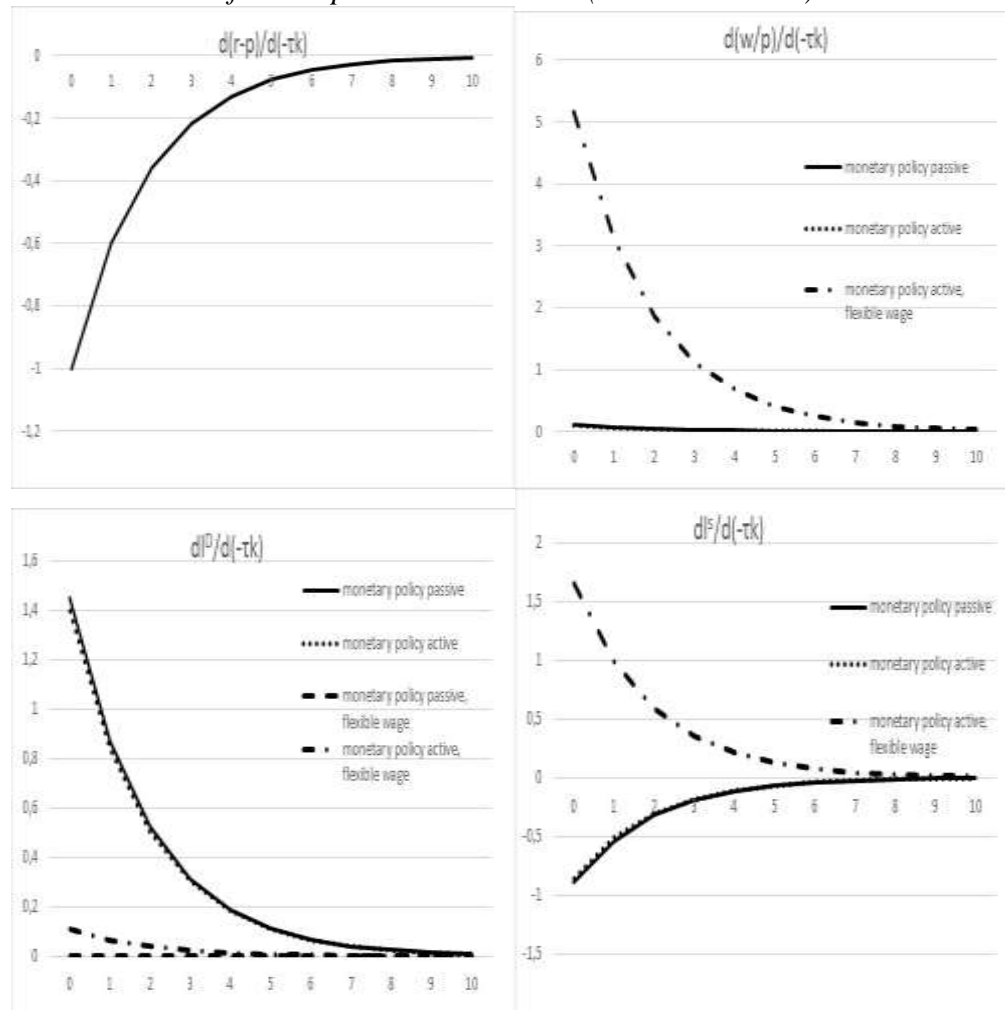 d(r-p)/d(-τk)
0
0 1 2 3 4 5 6 7 8 9 10
-0,2
-0,4
-0,6
-0,8
-1
-1,2
d(w/p)/d(-τk)
6
5
4
3
2
1
0
0 1 2 3 4 5 6 7 8 9 10
monetary policy passive
monetary policy active
monetary policy active,
flexible wage
dlᴰ/d(-τk)
1,6
1,4
1,2
1
0,8
0,6
0,4
0,2
0
0 1 2 3 4 5 6 7 8 9 10
monetary policy passive
monetary policy active
monetary policy passive,
flexible wage
monetary policy active,
flexible wage
dlˢ/d(-τk)
2
1,5
1
0,5
0
0 1 2 3 4 5 6 7 8 9 10
-0,5
-1
-1,5
monetary policy passive
monetary policy active
monetary policy active,
flexible wage